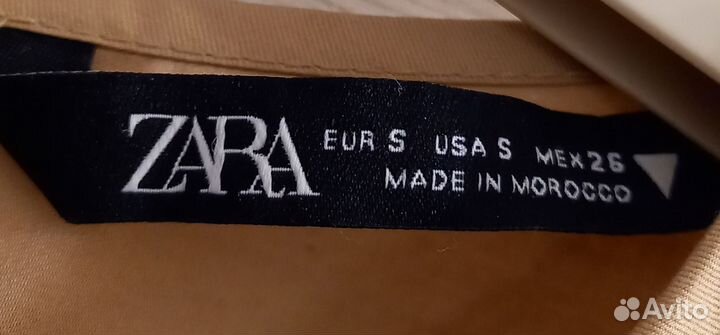 ZARA EUR S USA S MEX 26
MADE IN MOROCCO
Avito